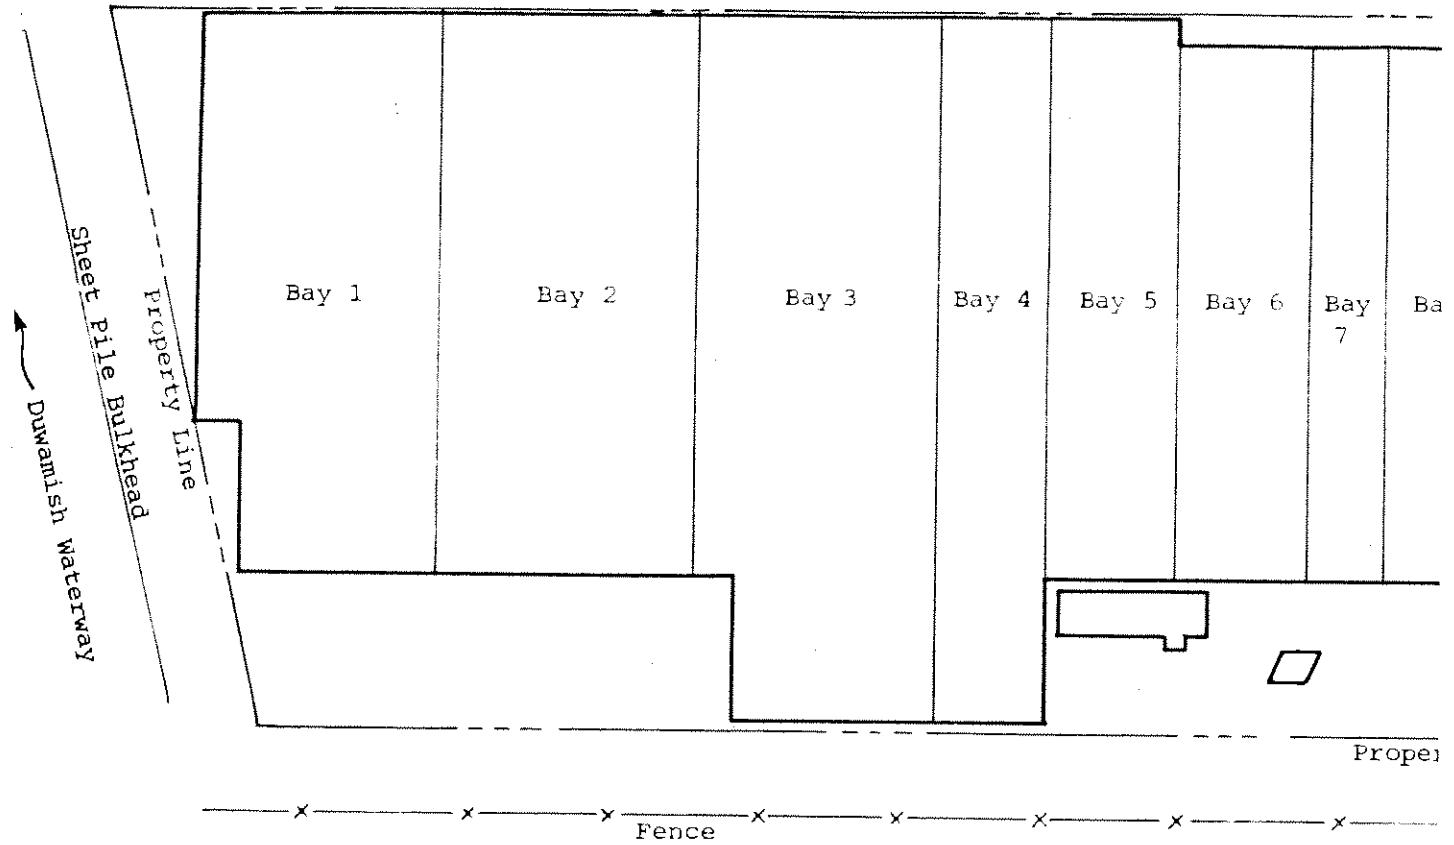 Bay 1
Bay 2
Bay 3
Bay 4
Bay 5
Bay 6
Bay
7
Ba
Sheet Pile Bulkhead
Property Line
Duwamish Waterway
Proper
Fence